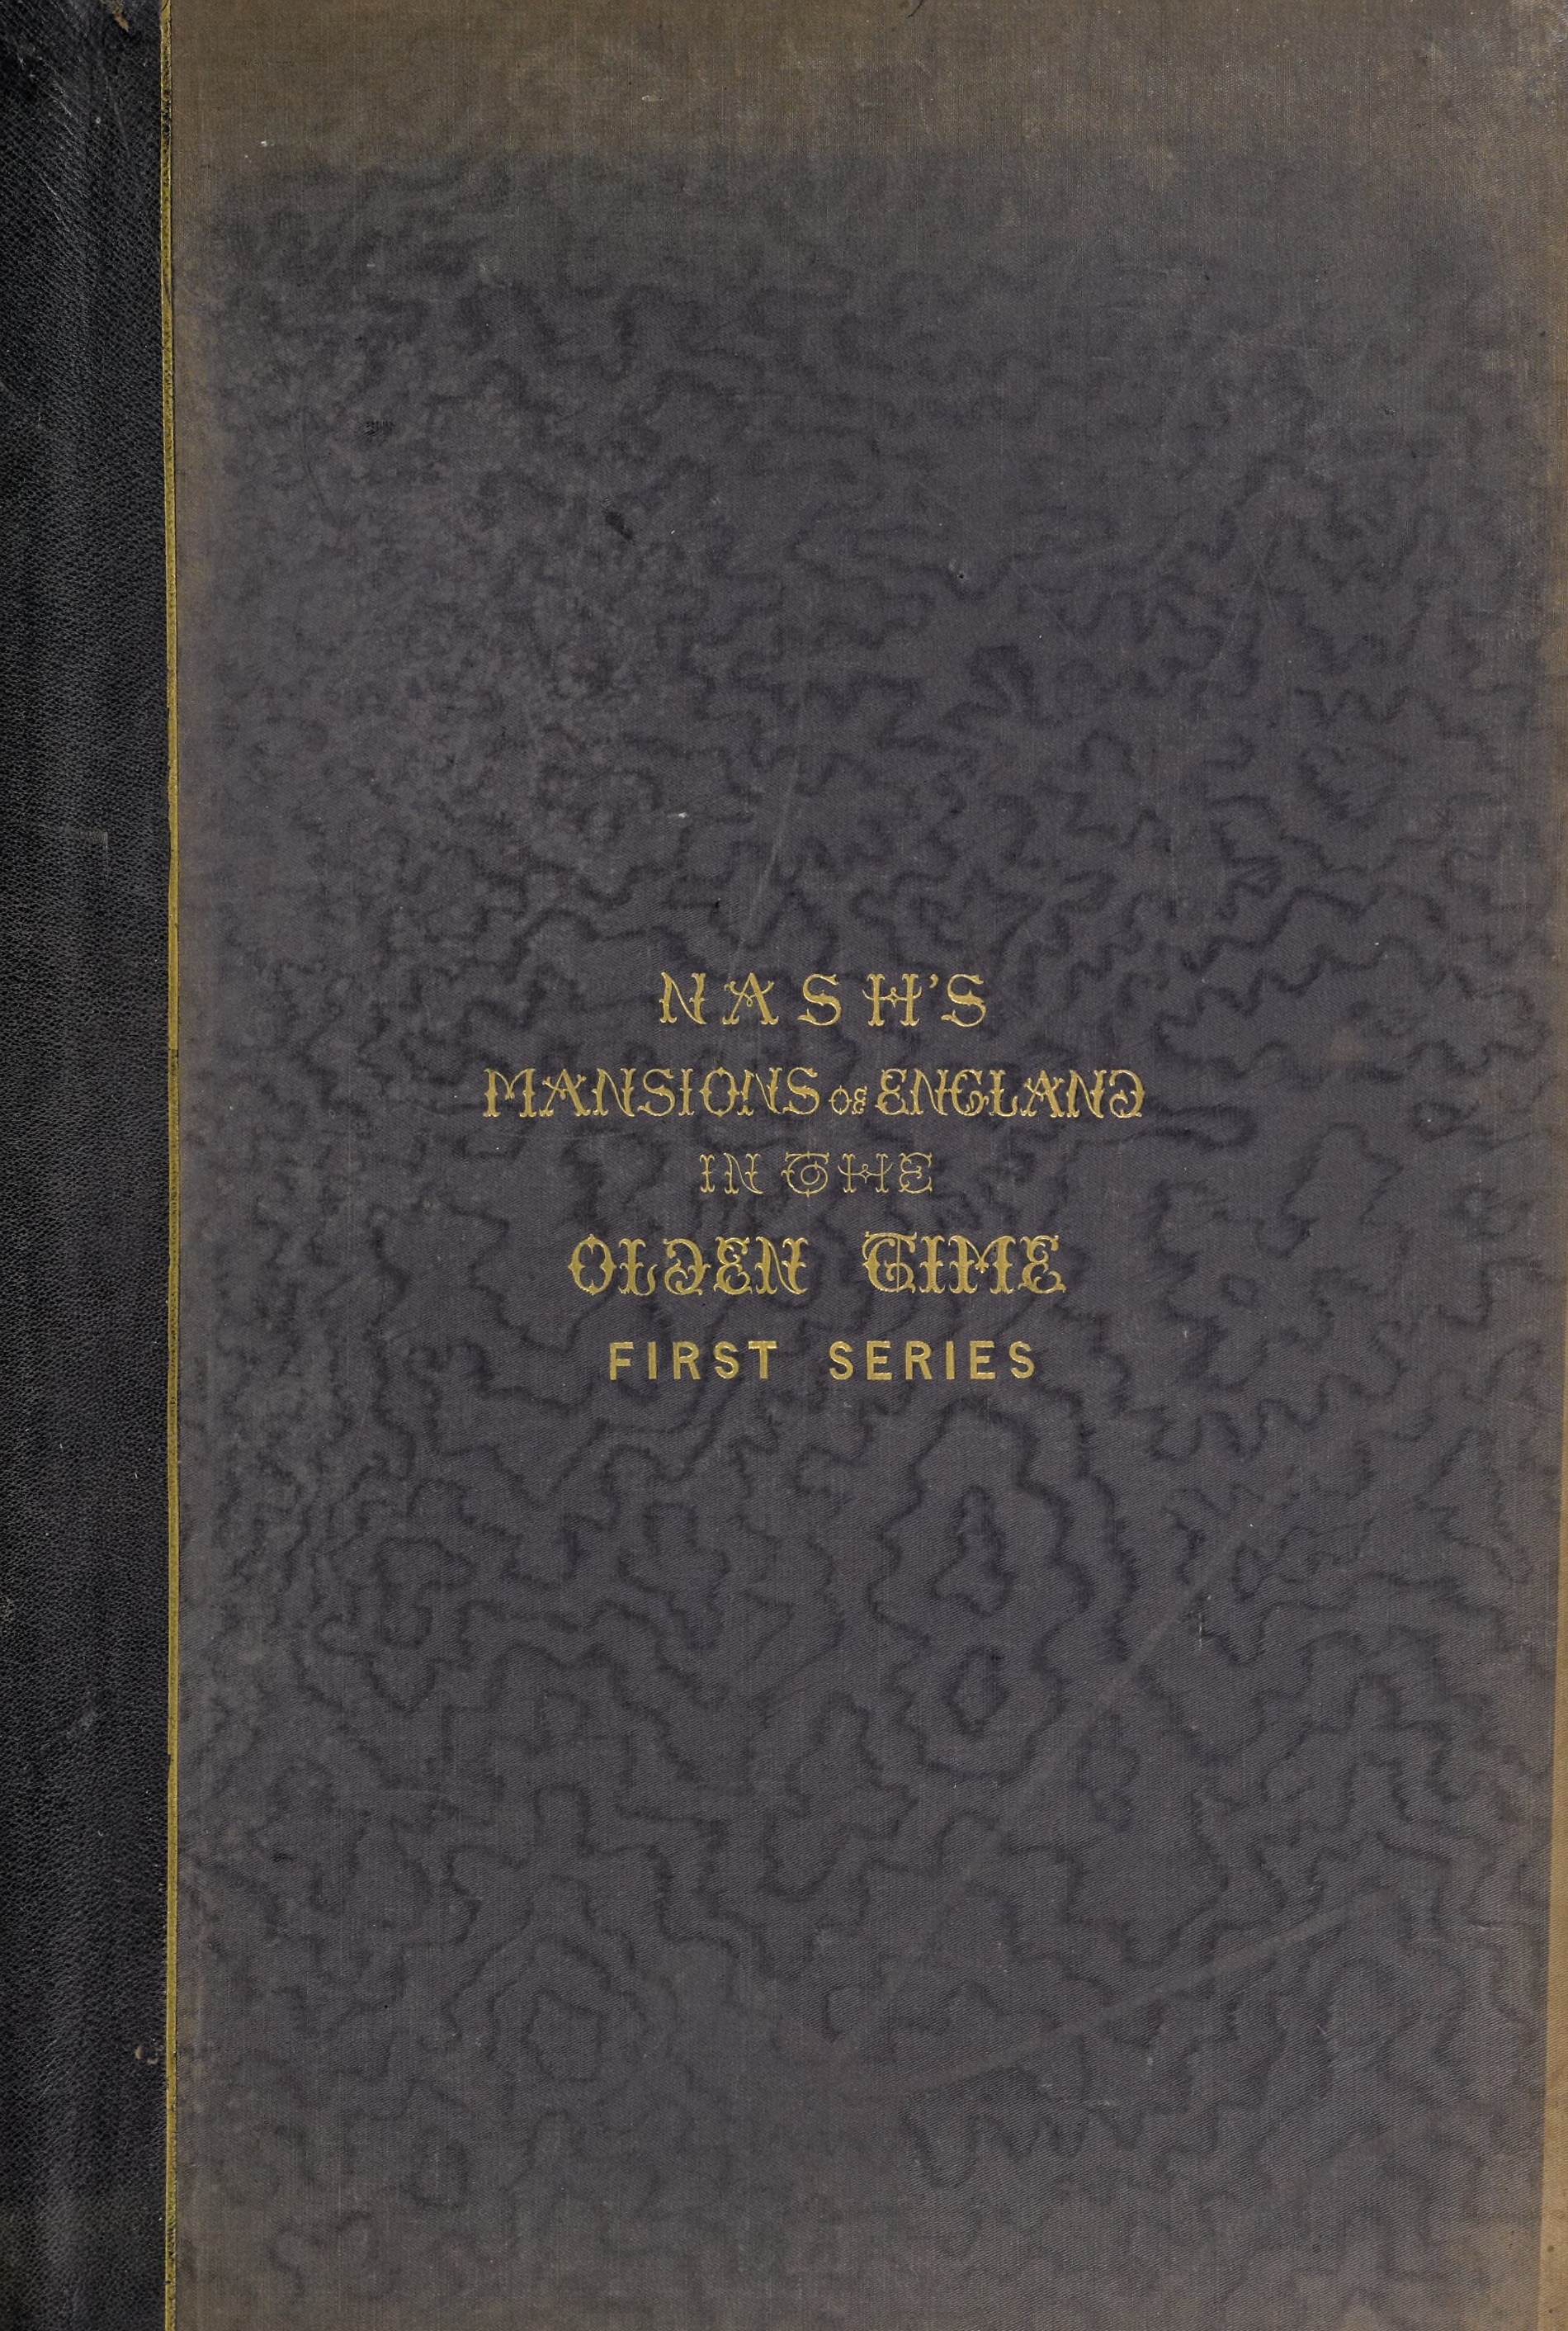 NASH'S
MANSIONS OF ENGLAND
IN THE
OLDEN TIME
FIRST SERIES